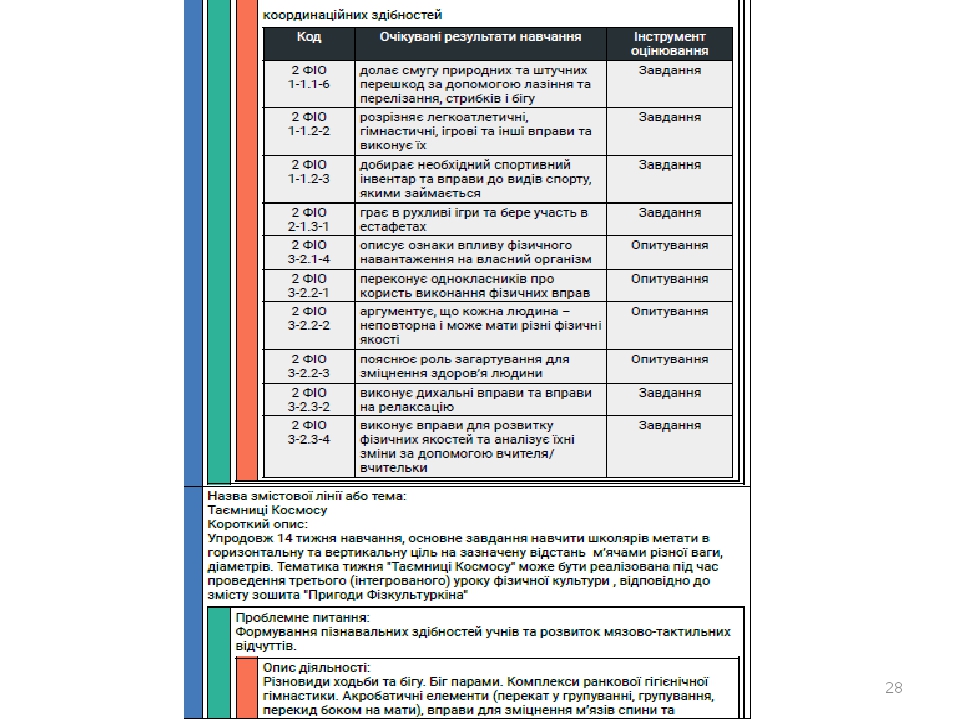 координаційних здібностей
Код Очікувані результати навчання Інструмент
оцінювання
2 ФІО долає смугу природних та штучних Завдання
1-1.1-6 перешкод за допомогою лазіння та
перелізання, стрибків і бігу
2 ФІО розрізняє легкоатлетичні, Завдання
1-1.2-2 гімнастичні, ігрові та інші вправи та
виконує їх
2 ФІО добирає необхідний спортивний Завдання
1-1.2-3 інвентар та вправи до видів спорту,
якими займається
2 ФІО грає в рухливі ігри та бере участь в Завдання
2-1.3-1 естафетах
2 ФІО описує ознаки впливу фізичного Опитування
3-2.1-4 навантаження на власний організм
2 ФІО переконує однокласників про Опитування
3-2.2-1 користь виконання фізичних вправ
2 ФІО аргументує, що кожна людина – Опитування
3-2.2-2 неповторна і може мати різні фізичні
якості
2 ФІО пояснює роль загартування для Опитування
3-2.2-3 зміцнення здоров'я людини
2 ФІО виконує дихальні вправи та вправи Завдання
3-2.3-2 на релаксацію
2 ФІО виконує вправи для розвитку Завдання
3-2.3-4 фізичних якостей та аналізує їхні
зміни за допомогою вчителя/
вчительки
Назва змістової лінії або тема:
Таємниці Космосу
Короткий опис:
Упродовж 14 тижня навчання, основне завдання навчити школярів метати в
горизонтальну та вертикальну ціль на зазначену відстань м'ячами різної ваги,
діаметрів. Тематика тижня "Таємниці Космосу" може бути реалізована під час
проведення третього (інтегрованого) уроку фізичної культури , відповідно до
змісту зошита "Пригоди Фізкультуркіна"
Проблемне питання:
Формування пізнавальних здібностей учнів та розвиток мязово-тактильних
відчуттів.
Опис діяльності:
Різновиди ходьби та бігу. Біг парами. Комплекси ранкової гігієнічної
гімнастики. Акробатичні елементи (перекат у групуванні, групування,
перекид боком на мати), вправи для зміцнення м'язів спини та
28